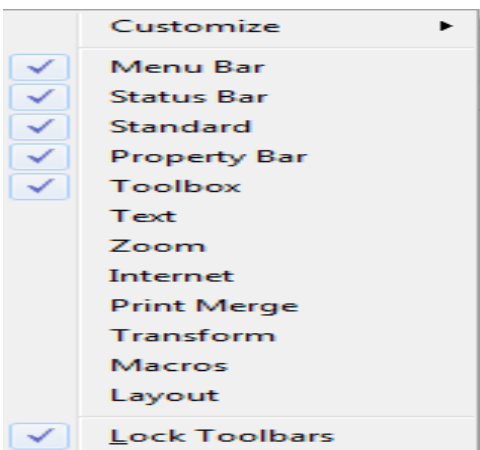 Customize
Menu Bar
Status Bar
Standard
Property Bar
Toolbox
Text
Zoom
Internet
Print Merge
Transform
Macros
Layout
Lock Toolbars